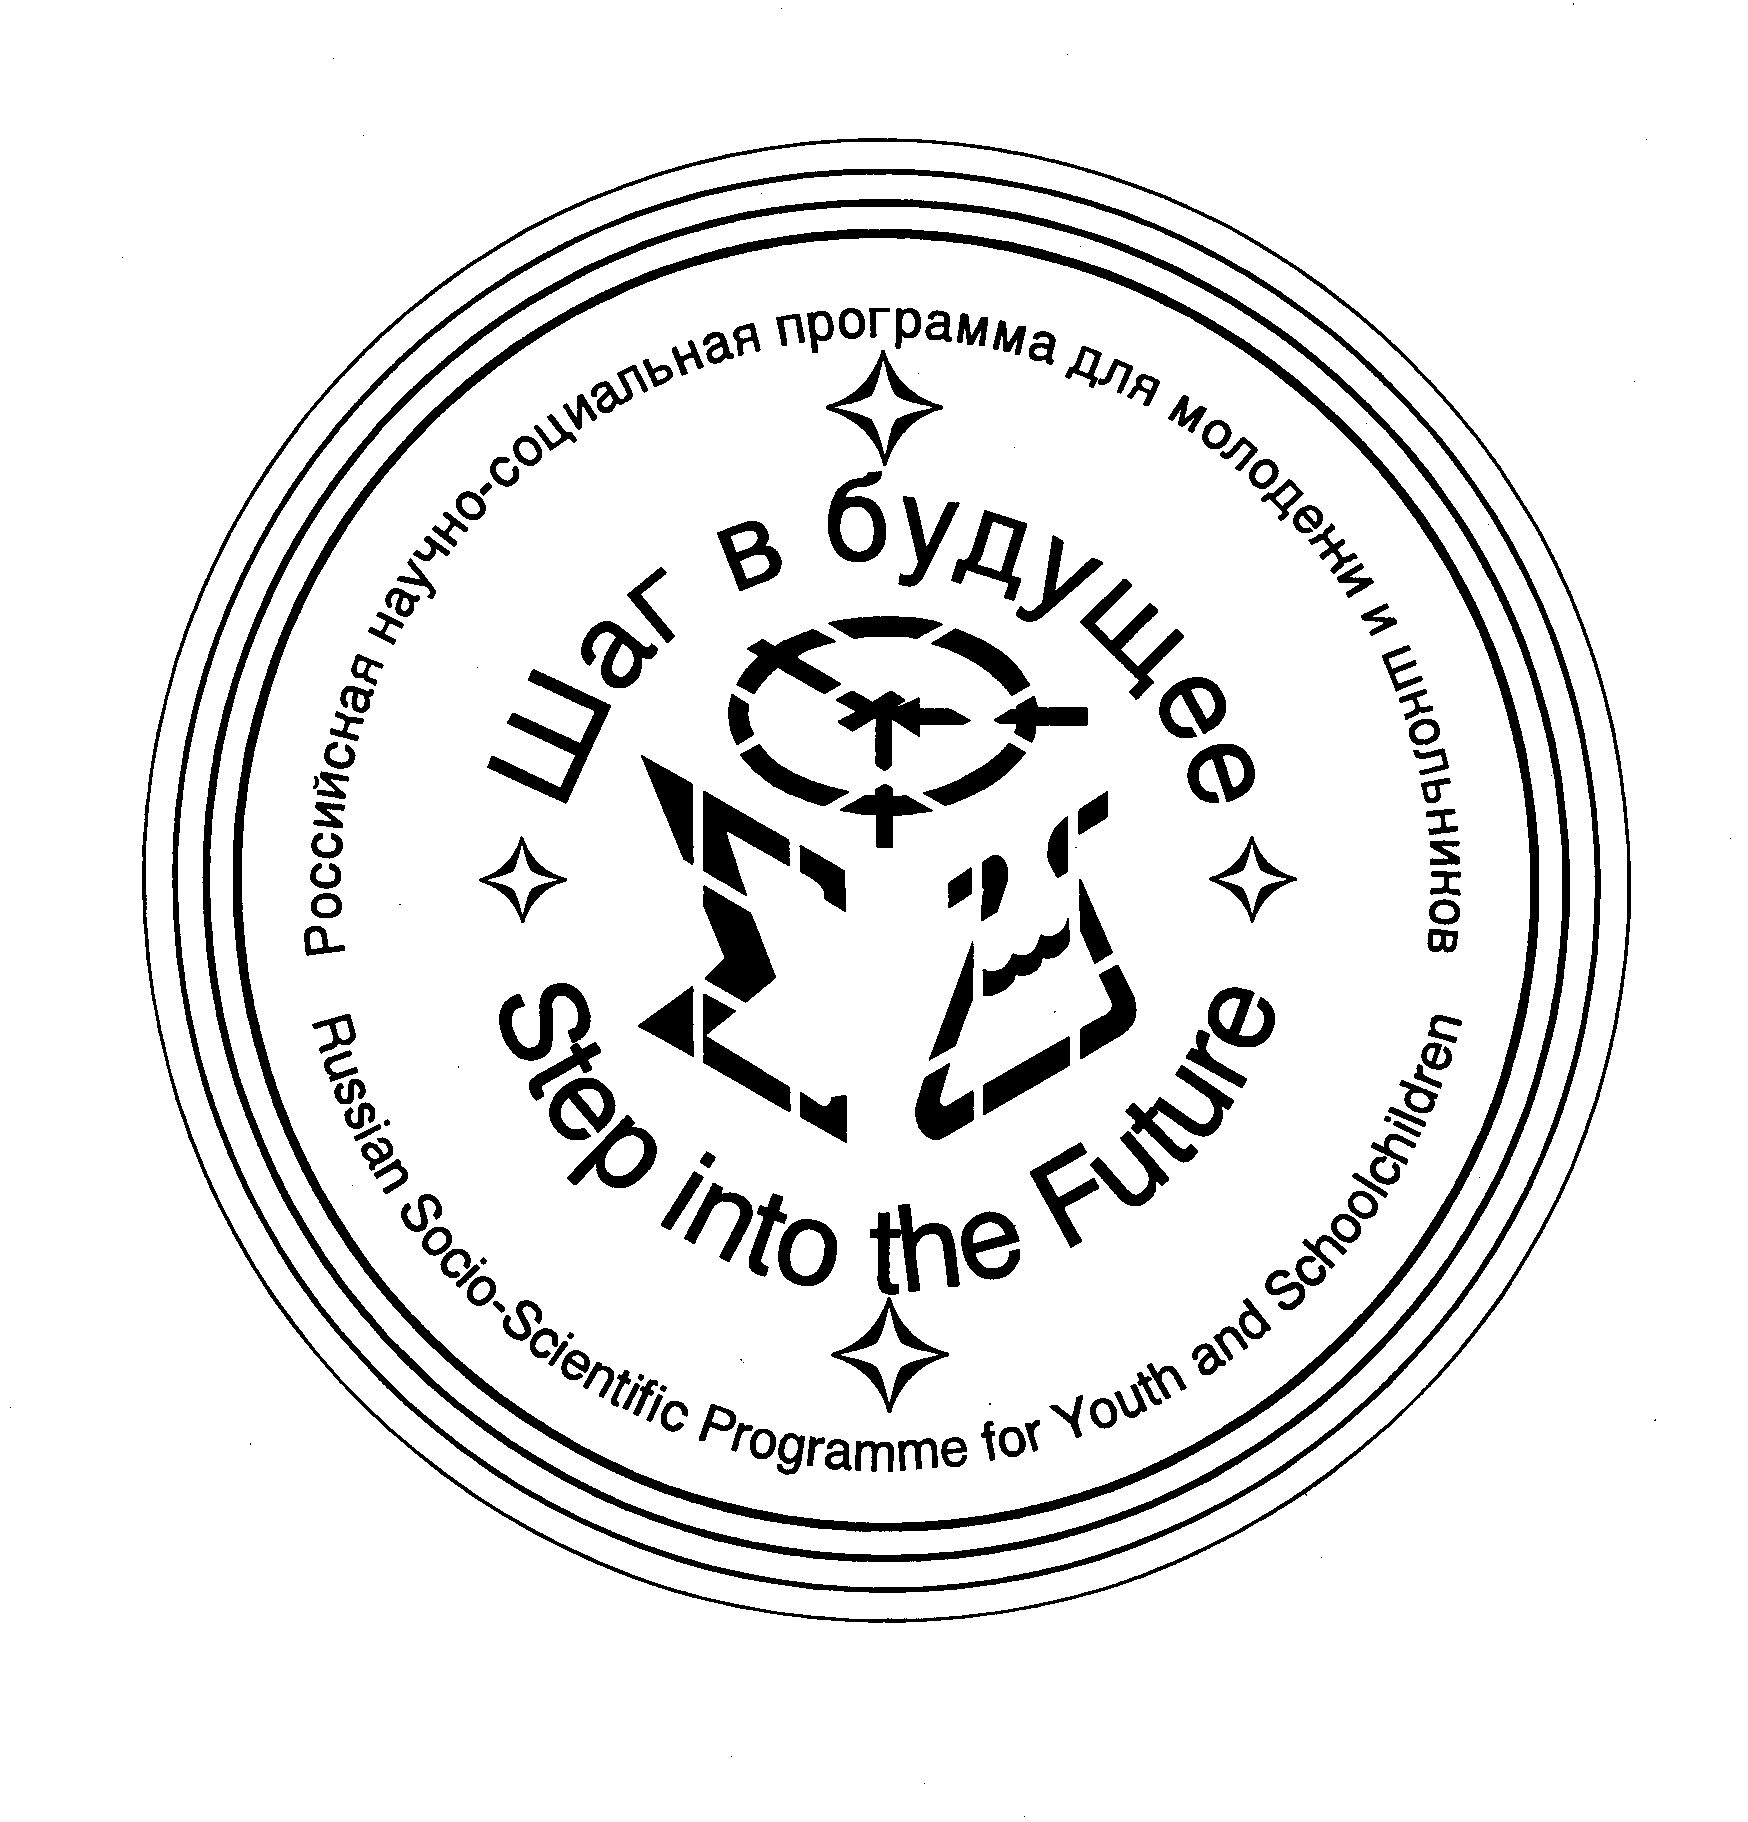 Российская научно-социальная программа для молодежи и школьников
Шаг в будущее
Step into the Future
Russian Socio-Scientific Programme for Youth and Schoolchildren